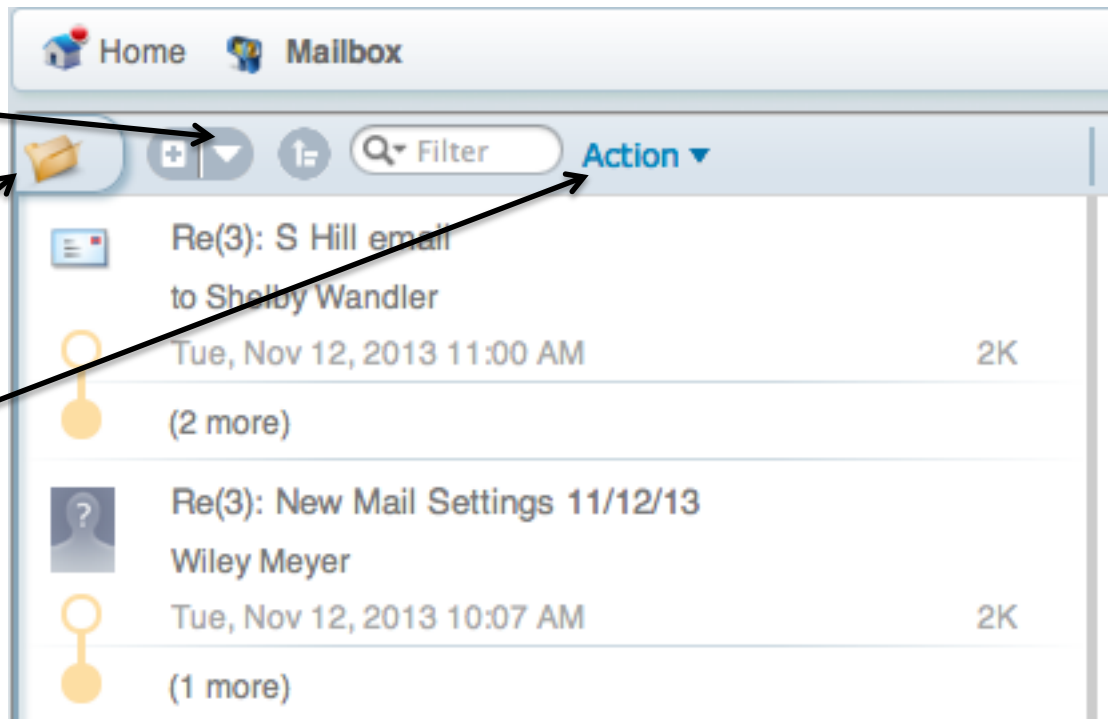 Home Mailbox
Filter Action
Re(3): S Hill email
to Shelby Wandler
Tue, Nov 12, 2013 11:00 AM 2K
(2 more)
Re(3): New Mail Settings 11/12/13
Wiley Meyer
Tue, Nov 12, 2013 10:07 AM 2K
(1 more)